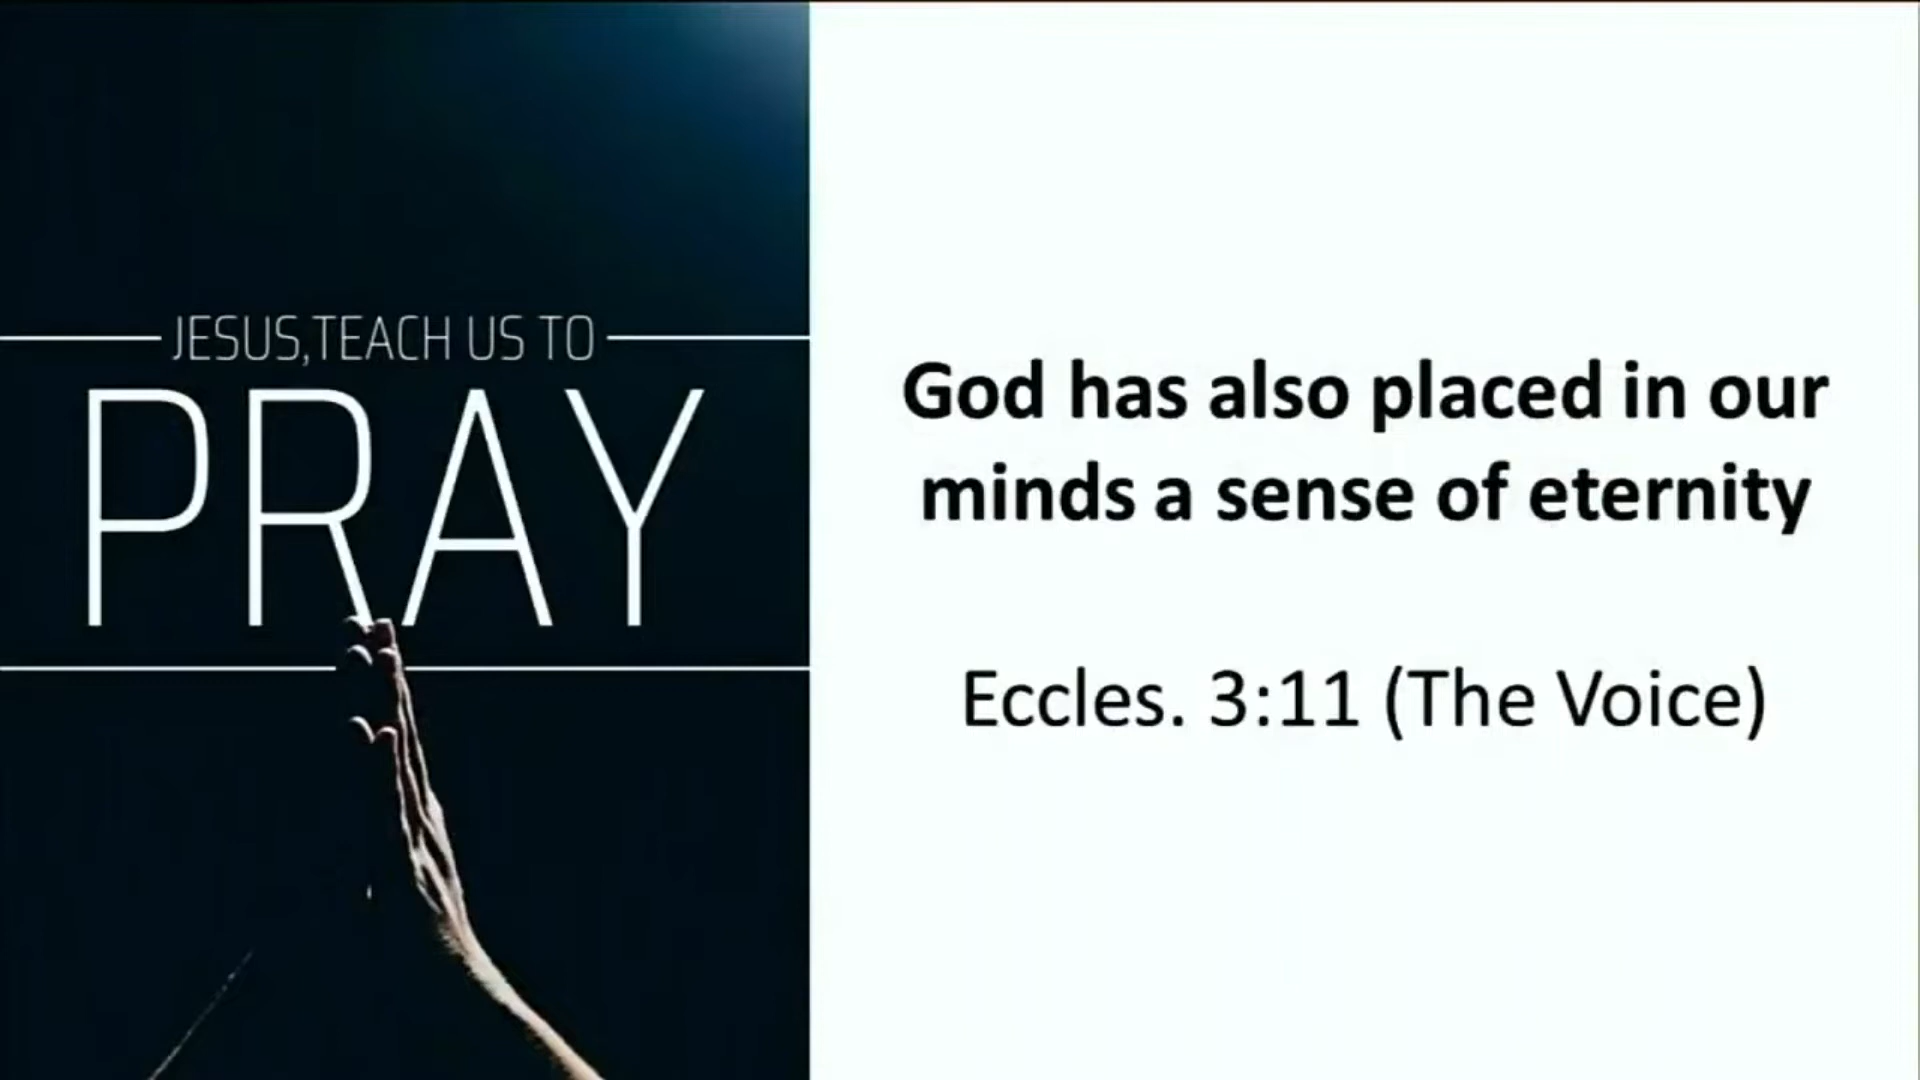 JESUS,TEACH US TO
PRAY
God has also placed in our
minds a sense of eternity
Eccles. 3:11 (The Voice)